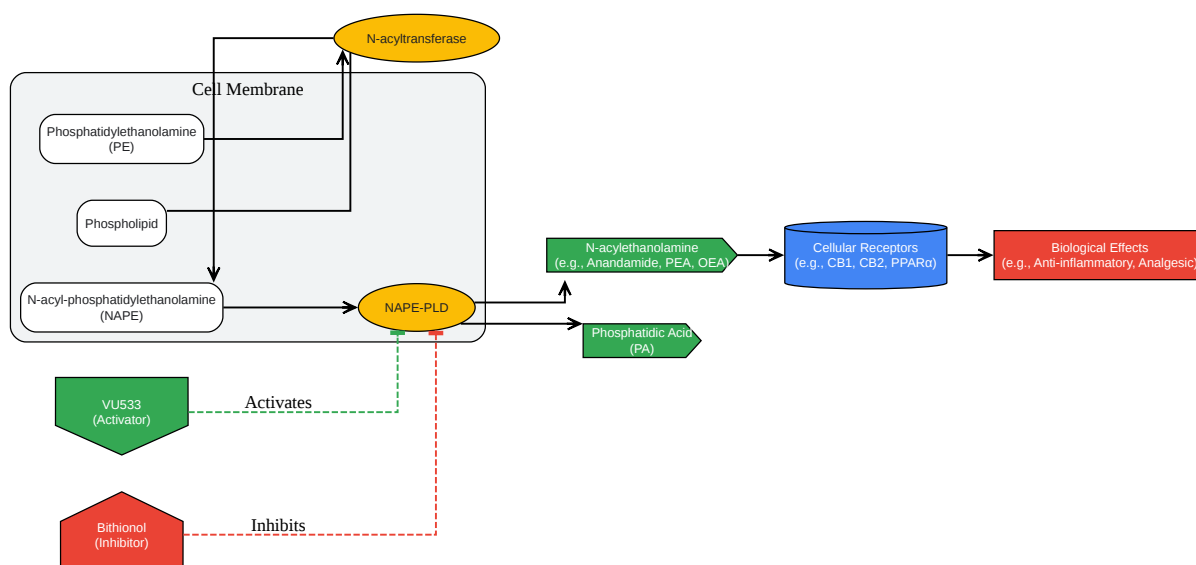 N-acyltransferase
Cell Membrane
Phosphatidylethanolamine
(PE)
Phospholipid
N-acyl-phosphatidylethanolamine
(NAPE)
NAPE-PLD
N-acylethanolamine
(e.g., Anandamide, PEA, OEA)
Cellular Receptors
(e.g., CB1, CB2, PPARα)
Biological Effects
(e.g., Anti-inflammatory, Analgesic)
Phosphatidic Acid
(PA)
VU533
(Activator)
Activates
Bithionol
(Inhibitor)
Inhibits